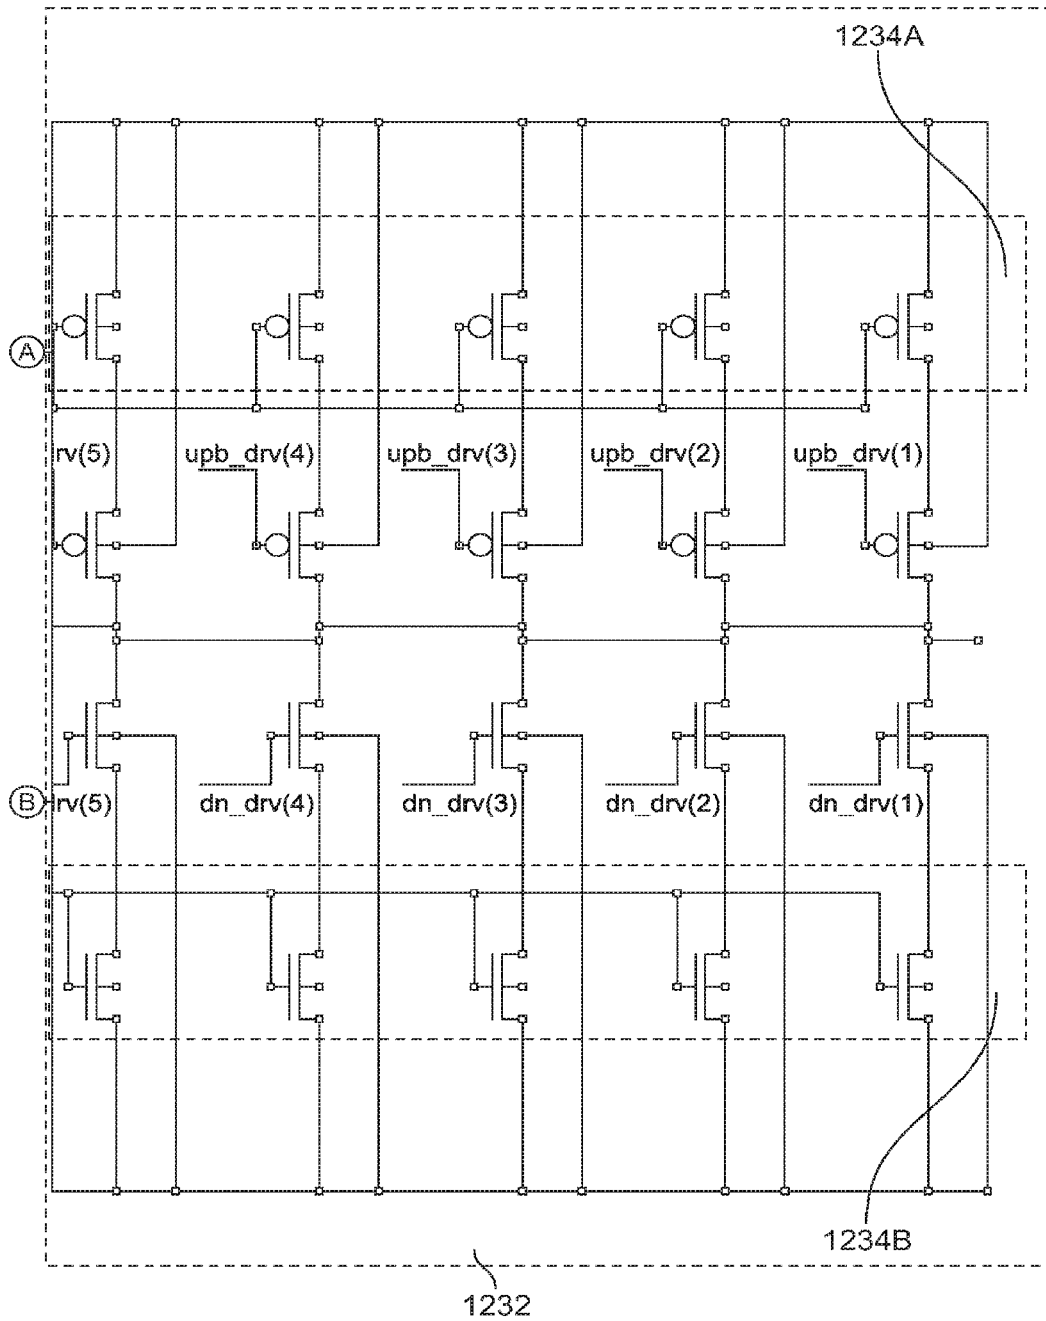 1234A
A
rv(5) upb_drv(4) upb_drv(3) upb_drv(2) upb_drv(1)
B rv(5) dn_drv(4) dn_drv(3) dn_drv(2) dn_drv(1)
1234B
1232